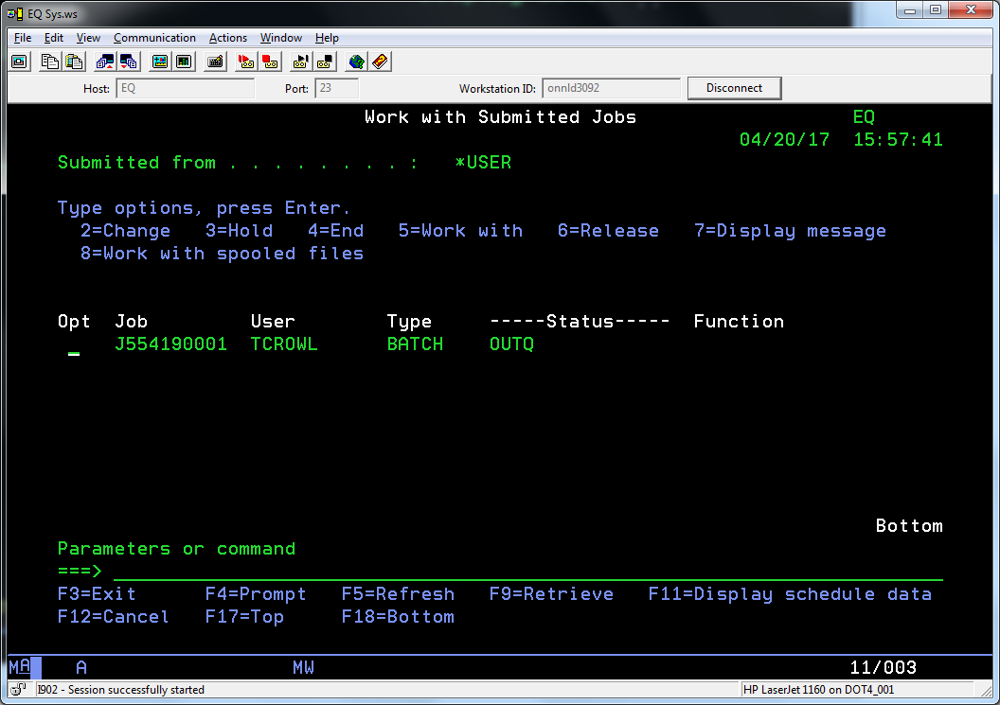 EQ Sys.ws
File Edit View Communication Actions Window Help
Host: EQ Port: 23 Workstation ID: onnld3092 Disconnect
Work with Submitted Jobs EQ
04/20/17 15:57:41
Submitted from . . . . . . . . : *USER
Type options, press Enter.
2=Change 3=Hold 4=End 5=Work with 6=Release 7=Display message
8=Work with spooled files
Opt Job User Type -----Status----- Function
_ J554190001 TCROWL BATCH OUTQ
Bottom
Parameters or command
===>
F3=Exit F4=Prompt F5=Refresh F9=Retrieve F11=Display schedule data
F12=Cancel F17=Top F18=Bottom
MA A MW 11/003
I902 - Session successfully started HP LaserJet 1160 on DOT4_001